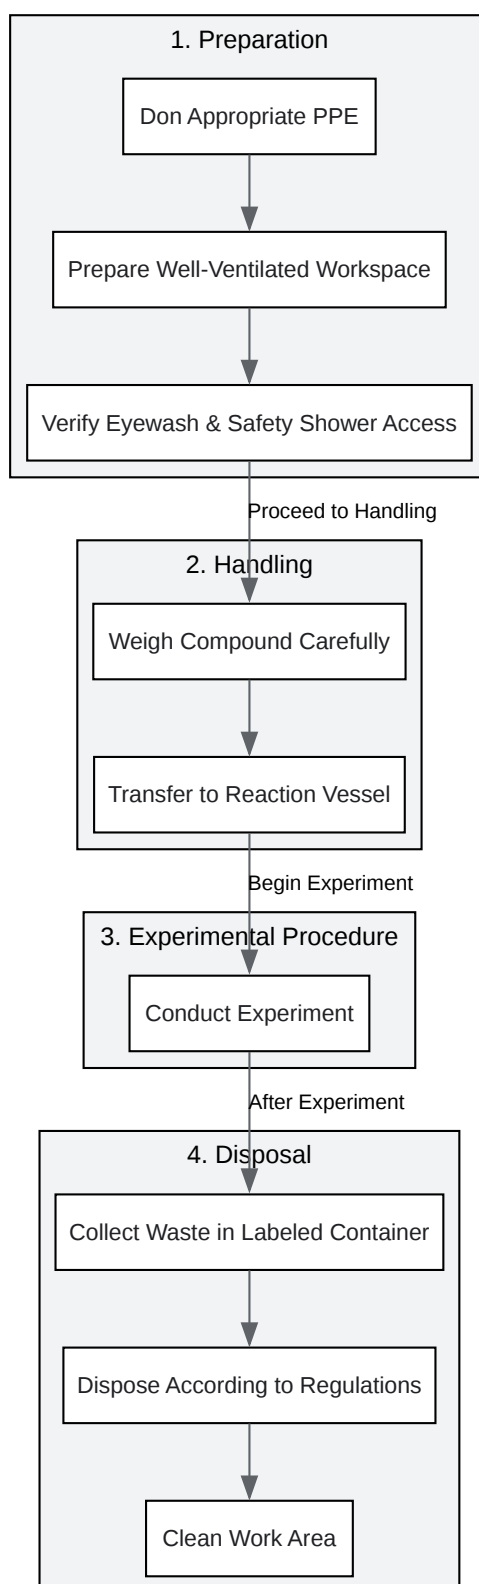 1. Preparation
Don Appropriate PPE
Prepare Well-Ventilated Workspace
Verify Eyewash & Safety Shower Access
Proceed to Handling
2. Handling
Weigh Compound Carefully
Transfer to Reaction Vessel
Begin Experiment
3. Experimental Procedure
Conduct Experiment
After Experiment
4. Disposal
Collect Waste in Labeled Container
Dispose According to Regulations
Clean Work Area